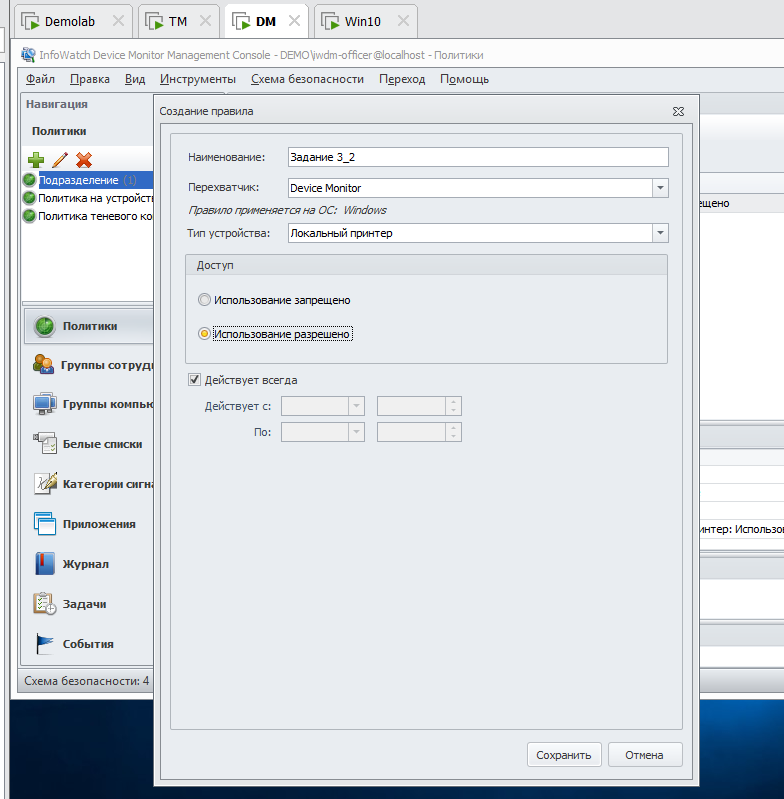 Demolab
TM
DM
Win10
InfoWatch Device Monitor Management Console - DEMO\iwdm-officer@localhost - Политики
Файл Правка Вид Инструменты Схема безопасности Переход Помощь
Навигация
Политики
Подразделение (1)
Политика на устройств
Политика теневого ко
Политики
Группы сотруд
Группы компью
Белые списки
Категории сигна
Приложения
Журнал
Задачи
События
Схема безопасности: 4
Создание правила
Наименование: Задание 3_2
Перехватчик: Device Monitor
Правило применяется на ОС: Windows
Тип устройства: Локальный принтер
Доступ
Использование запрещено
Использование разрешено
Действует всегда
Действует с:
По:
Сохранить Отмена
ещено
интер: Использо